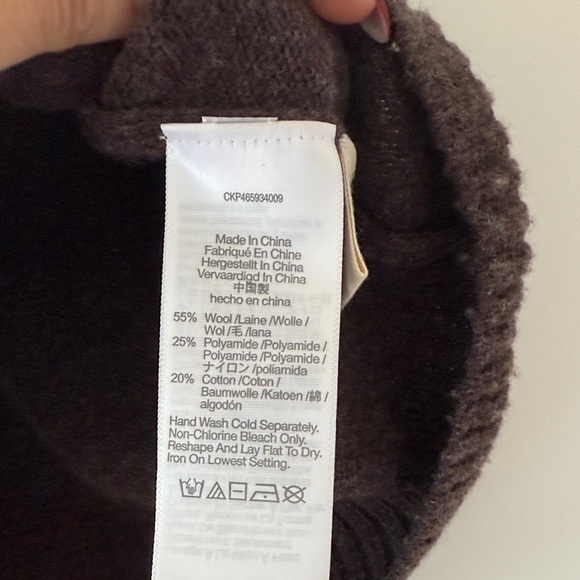 CKP465934009
Made In China
Fabriqué En Chine
Hergestellt In China
Vervaardigd In China
中国製
hecho en china
55% Wool /Laine /Wolle /
Wol /毛 /lana
25% Polyamide /Polyamide /
Polyamide /Polyamide /
ナイロン /poliamida
20% Cotton /Coton /
Baumwolle /Katoen /綿 /
algodón
Hand Wash Cold Separately.
Non-Chlorine Bleach Only.
Reshape And Lay Flat To Dry.
Iron On Lowest Setting.